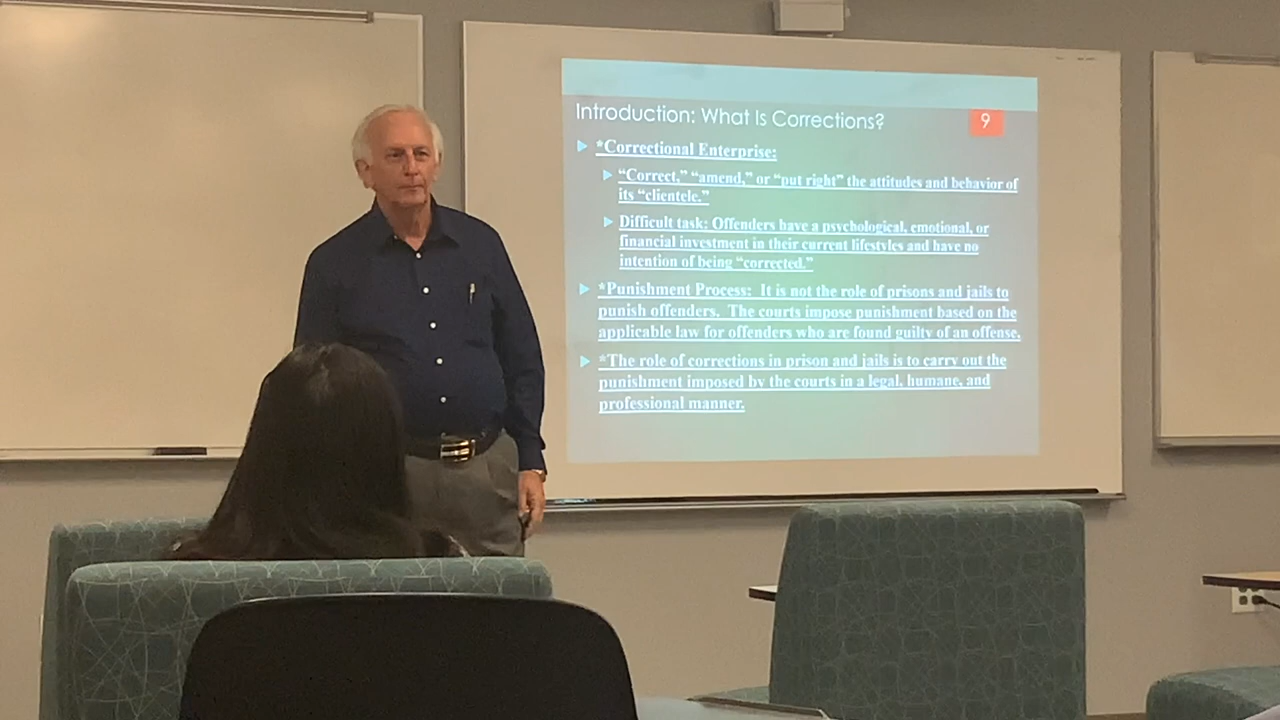 Introduction: What Is Corrections?
9
*Correctional Enterprise:
"Correct," "amend," or "put right" the attitudes and behavior of
its "clientele."
Difficult task: Offenders have a psychological, emotional, or
financial investment in their current lifestyles and have no
intention of being "corrected."
*Punishment Process: It is not the role of prisons and jails to
punish offenders. The courts impose punishment based on the
applicable law for offenders who are found guilty of an offense.
*The role of corrections in prison and jails is to carry out the
punishment imposed by the courts in a legal, humane, and
professional manner.